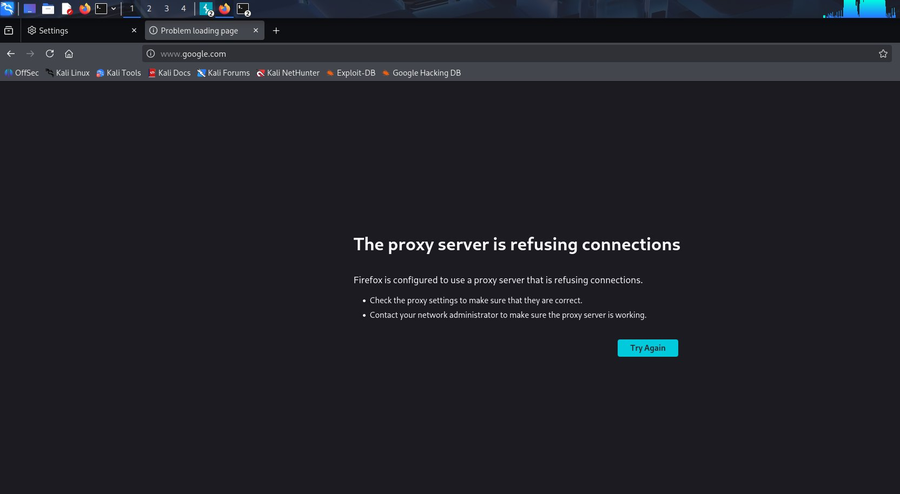 1 2 3 4 2 2
Settings
Problem loading page
www.google.com
OffSec Kali Linux Kali Tools Kali Docs Kali Forums Kali NetHunter Exploit-DB Google Hacking DB
The proxy server is refusing connections
Firefox is configured to use a proxy server that is refusing connections.
• Check the proxy settings to make sure that they are correct.
• Contact your network administrator to make sure the proxy server is working.
Try Again